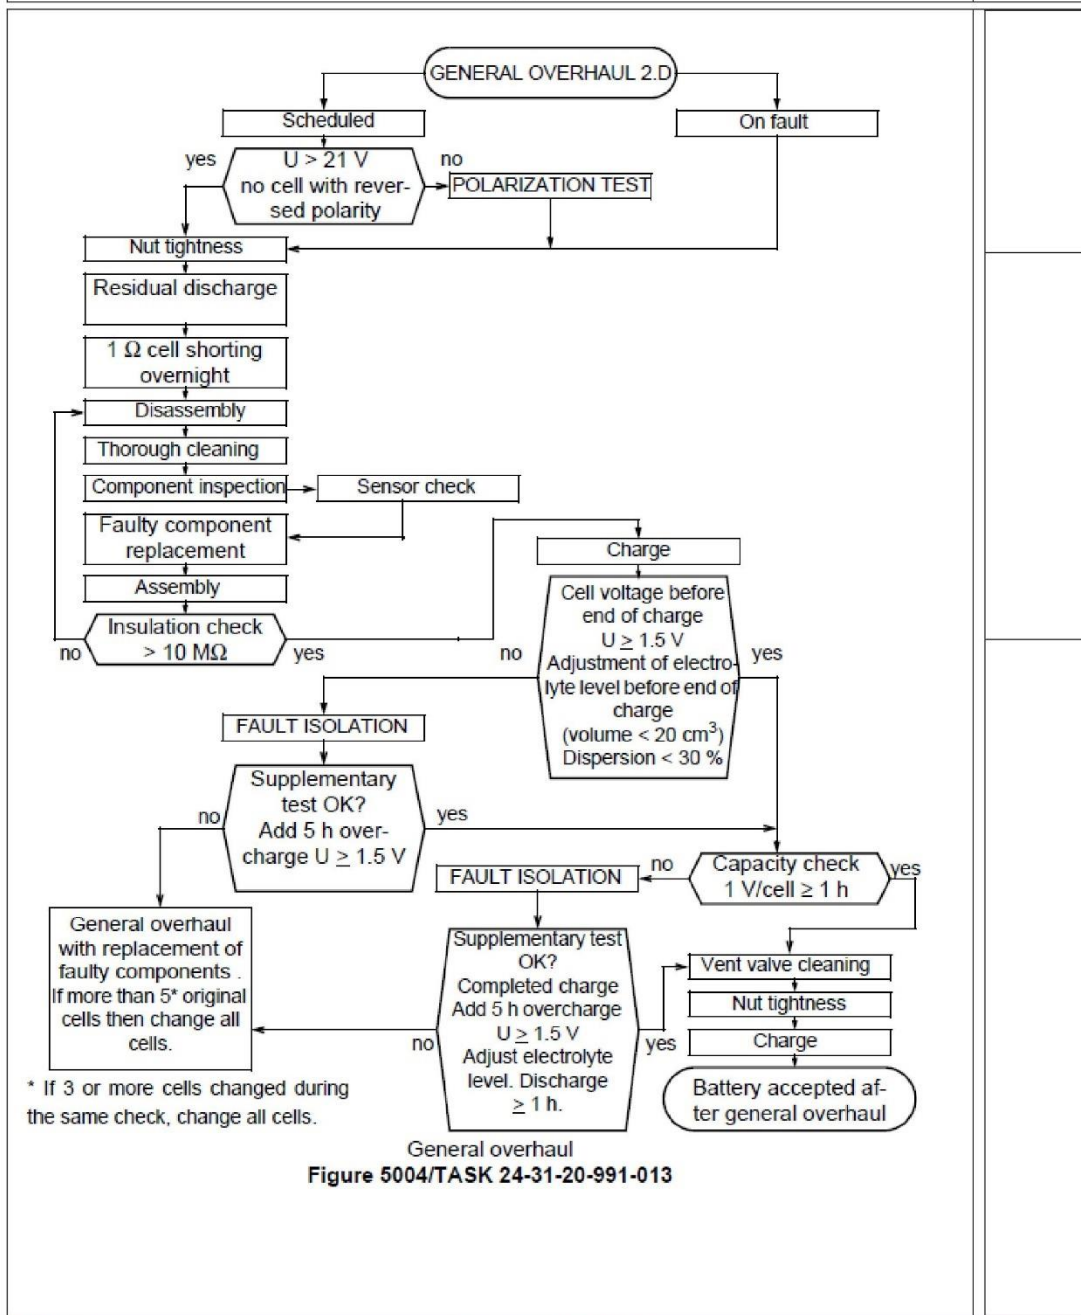 GENERAL OVERHAUL 2.D
Scheduled
On fault
yes
U > 21 V
no cell with rever-
sed polarity
no
POLARIZATION TEST
Nut tightness
Residual discharge
1 Ω cell shorting
overnight
Disassembly
Thorough cleaning
Component inspection
Sensor check
Faulty component
replacement
Assembly
Insulation check
> 10 MΩ
no
yes
Charge
Cell voltage before
end of charge
U ≥ 1.5 V
Adjustment of electro-
lyte level before end of
charge
(volume < 20 cm³)
Dispersion < 30 %
no
yes
FAULT ISOLATION
Supplementary
test OK?
Add 5 h over-
charge U ≥ 1.5 V
no
yes
Capacity check
1 V/cell ≥ 1 h
no
yes
FAULT ISOLATION
General overhaul
with replacement of
faulty components .
If more than 5* original
cells then change all
cells.
Supplementary test
OK?
Completed charge
Add 5 h overcharge
U ≥ 1.5 V
Adjust electrolyte
level. Discharge
≥ 1 h.
no
yes
Vent valve cleaning
Nut tightness
Charge
Battery accepted af-
ter general overhaul
* If 3 or more cells changed during
the same check, change all cells.
General overhaul
Figure 5004/TASK 24-31-20-991-013